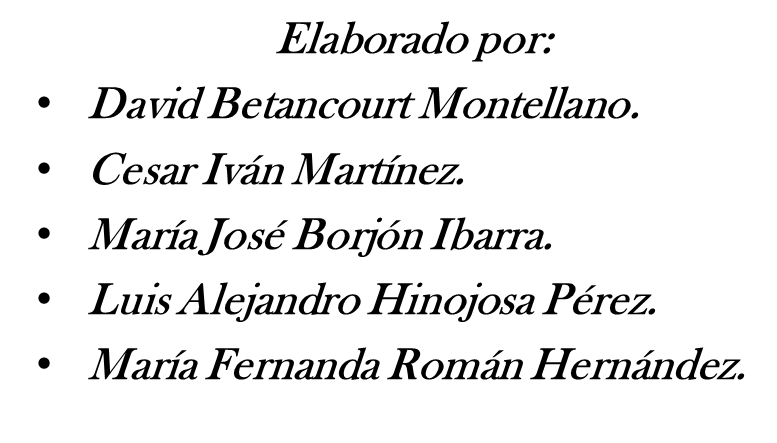 Elaborado por:
• David Betancourt Montellano.
• Cesar Iván Martínez.
• María José Borjón Ibarra.
• Luis Alejandro Hinojosa Pérez.
• María Fernanda Román Hernández.